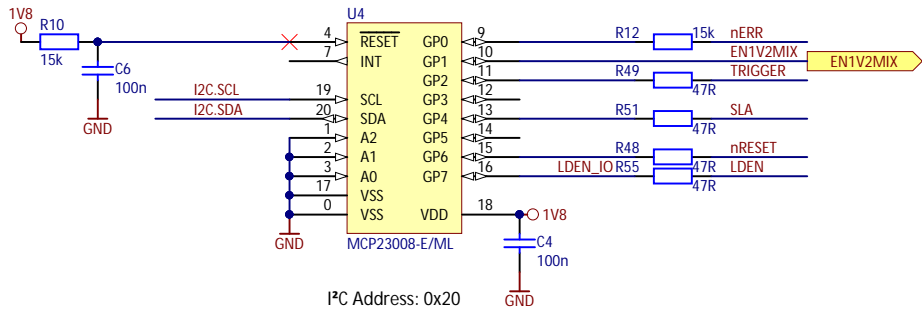 1V8
R10
15k
C6
100n
GND
I2C.SCL
I2C.SDA
GND
U4
4 RESET GP0 9
7 INT GP1 10
GP2 11
19 SCL GP3 12
20 SDA GP4 13
1 A2 GP5 14
2 A1 GP6 15
3 A0 GP7 16
17 VSS
0 VSS VDD 18
MCP23008-E/ML
R12 15k nERR
EN1V2MIX EN1V2MIX
R49 47R TRIGGER
R51 47R SLA
R48 47R nRESET
LDEN_IO R55 47R LDEN
1V8
C4
100n
GND
I²C Address: 0x20